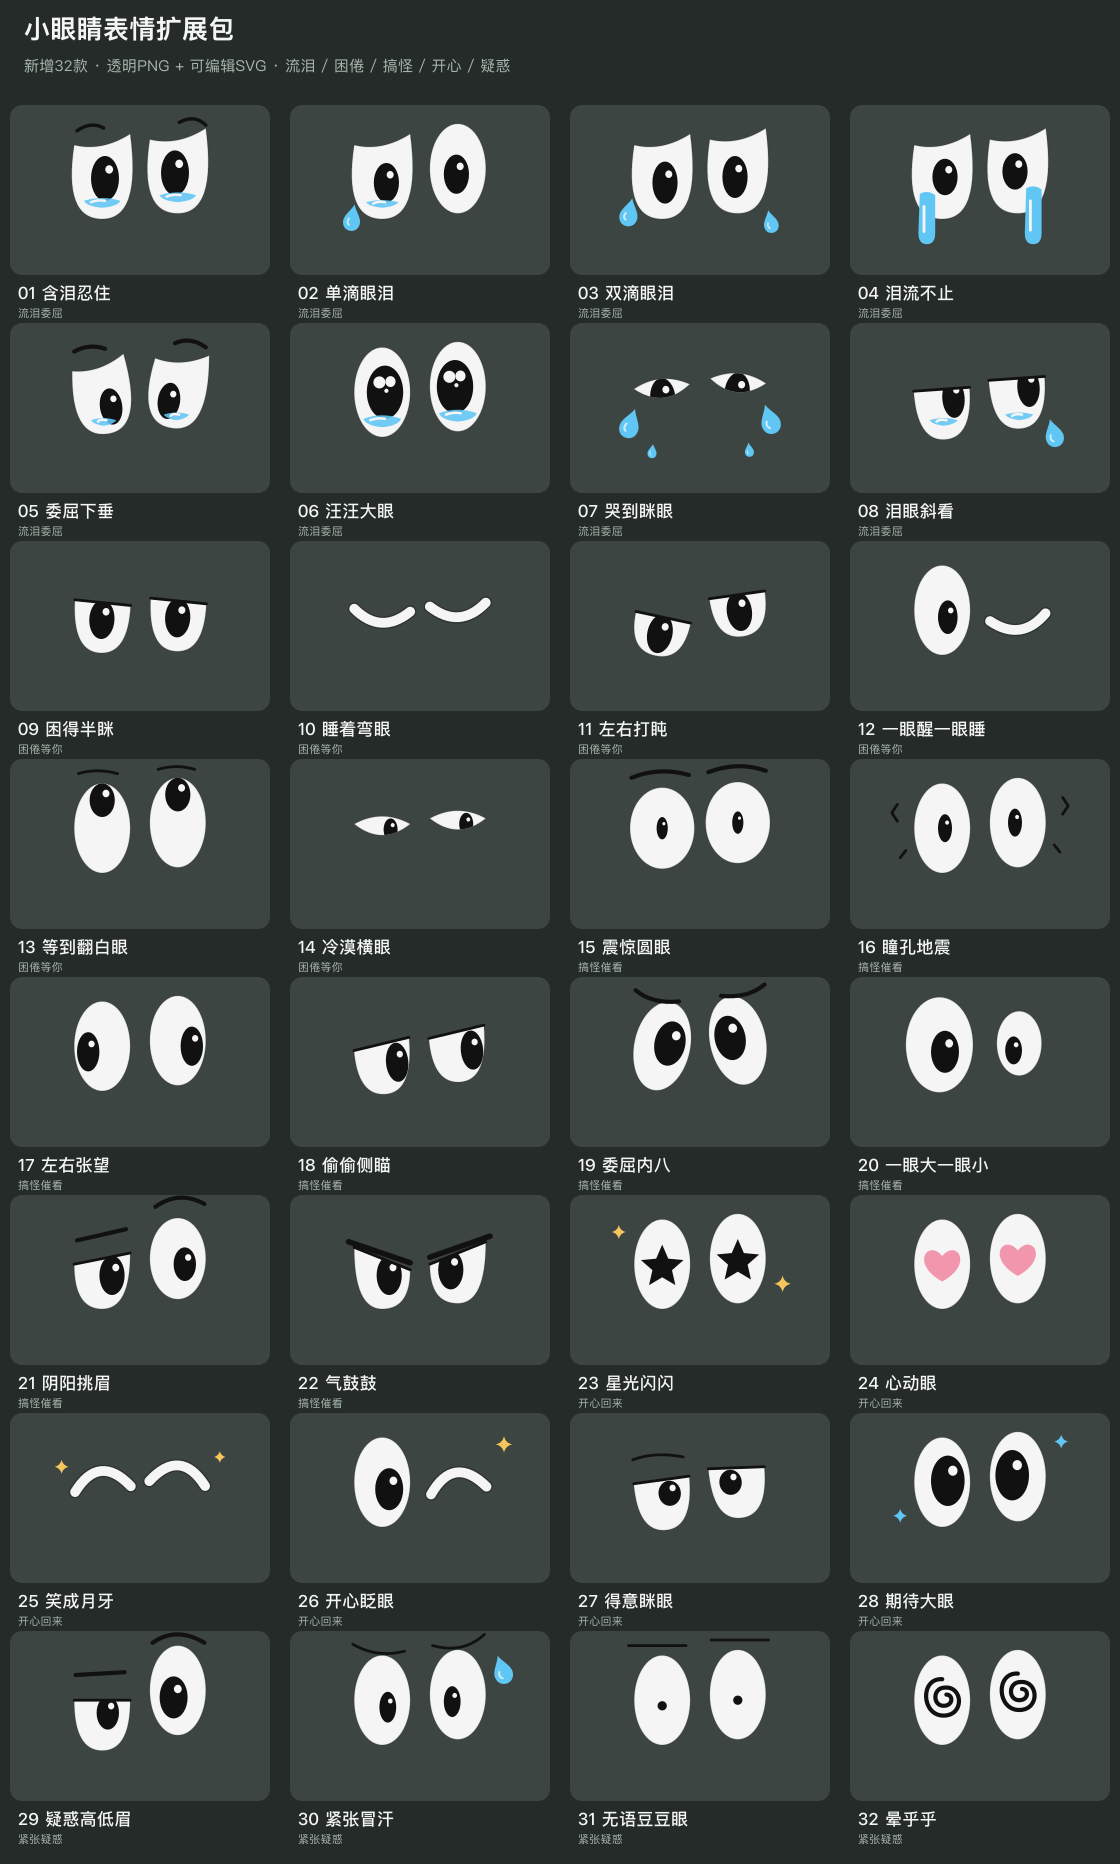 小眼睛表情扩展包
新增32款 · 透明PNG + 可编辑SVG · 流泪 / 困倦 / 搞怪 / 开心 / 疑惑
01 含泪忍住
流泪委屈
02 单滴眼泪
流泪委屈
03 双滴眼泪
流泪委屈
04 泪流不止
流泪委屈
05 委屈下垂
流泪委屈
06 汪汪大眼
流泪委屈
07 哭到眯眼
流泪委屈
08 泪眼斜看
流泪委屈
09 困得半眯
困倦等你
10 睡着弯眼
困倦等你
11 左右打盹
困倦等你
12 一眼醒一眼睡
困倦等你
13 等到翻白眼
困倦等你
14 冷漠横眼
困倦等你
15 震惊圆眼
搞怪催看
16 瞳孔地震
搞怪催看
17 左右张望
搞怪催看
18 偷偷侧瞄
搞怪催看
19 委屈内八
搞怪催看
20 一眼大一眼小
搞怪催看
21 阴阳挑眉
搞怪催看
22 气鼓鼓
搞怪催看
23 星光闪闪
开心回来
24 心动眼
开心回来
25 笑成月牙
开心回来
26 开心眨眼
开心回来
27 得意眯眼
开心回来
28 期待大眼
开心回来
29 疑惑高低眉
紧张疑惑
30 紧张冒汗
紧张疑惑
31 无语豆豆眼
紧张疑惑
32 晕乎乎
紧张疑惑